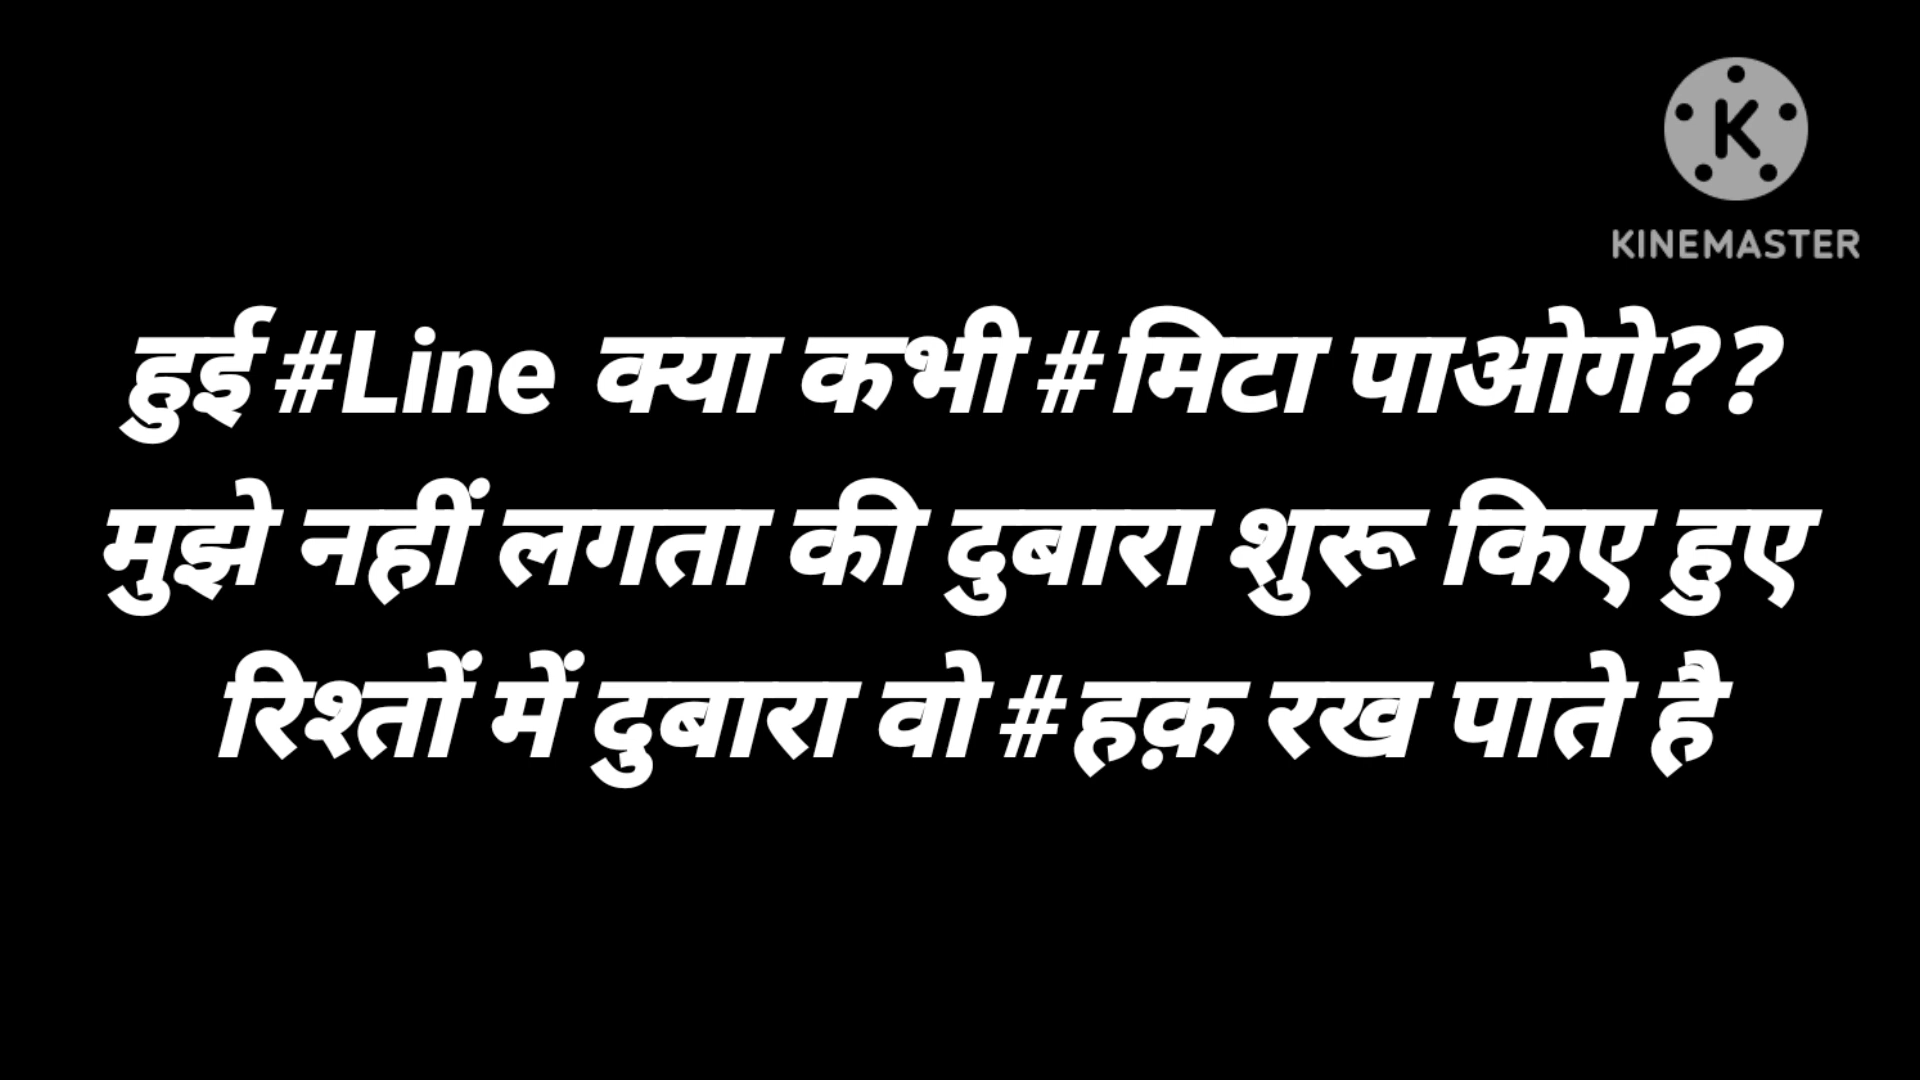 KINEMASTER
हुई #Line क्या कभी #मिटा पाओगे??
मुझे नहीं लगता की दुबारा शुरू किए हुए
रिश्तों में दुबारा वो #हक़ रख पाते है